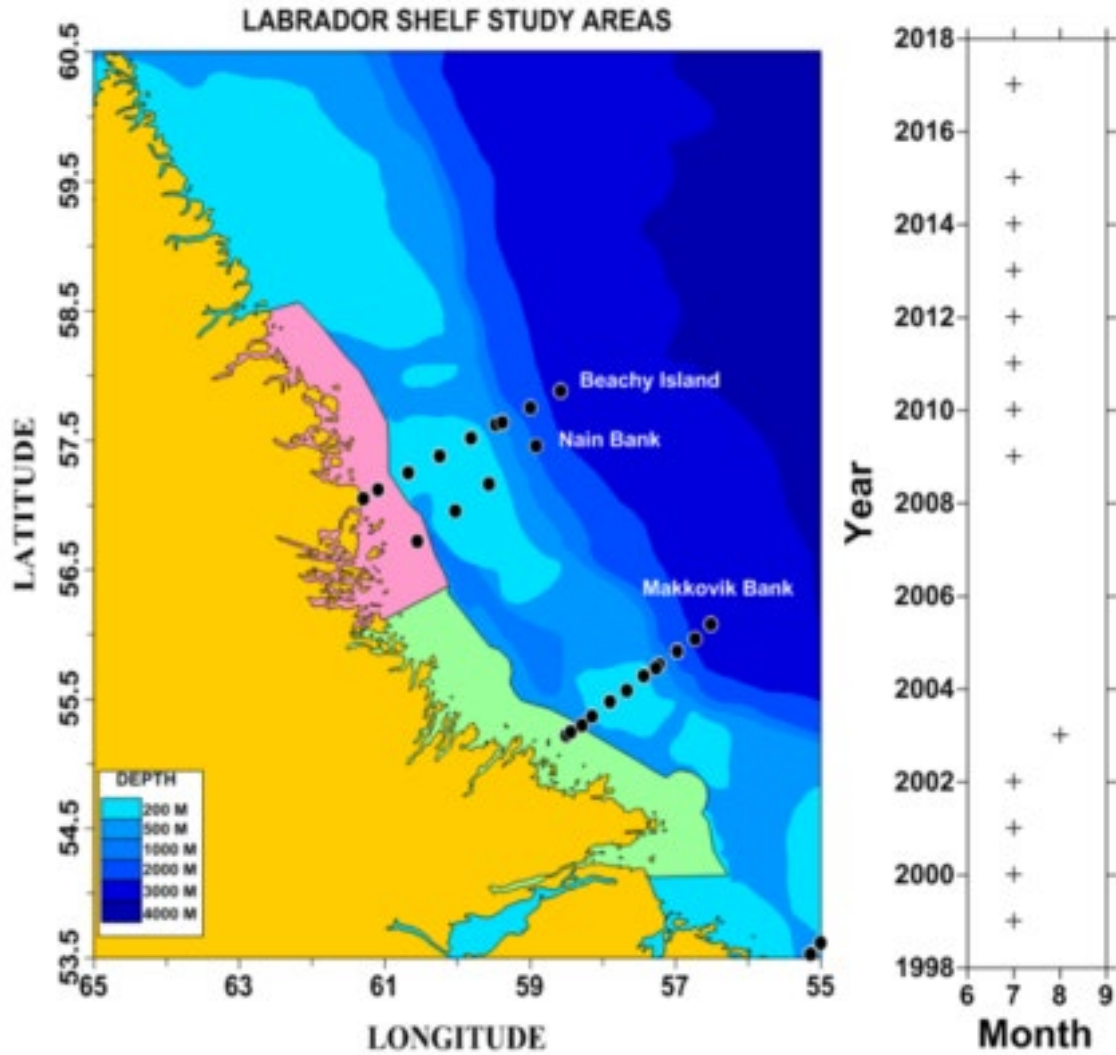 LABRADOR SHELF STUDY AREAS
60.5
59.5
58.5
57.5
56.5
55.5
54.5
53.5
LATITUDE
Beachy Island
Nain Bank
Makkovik Bank
DEPTH
200 M
500 M
1000 M
2000 M
3000 M
4000 M
65 63 61 59 57 55
LONGITUDE
2018
2016
2014
2012
2010
2008
2006
2004
2002
2000
1998
Year
6 7 8 9
Month